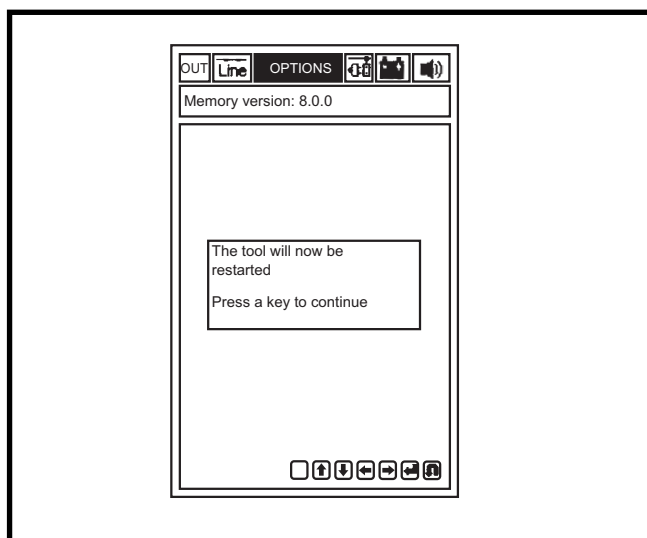 OUT Line OPTIONS
Memory version: 8.0.0
The tool will now be
restarted
Press a key to continue